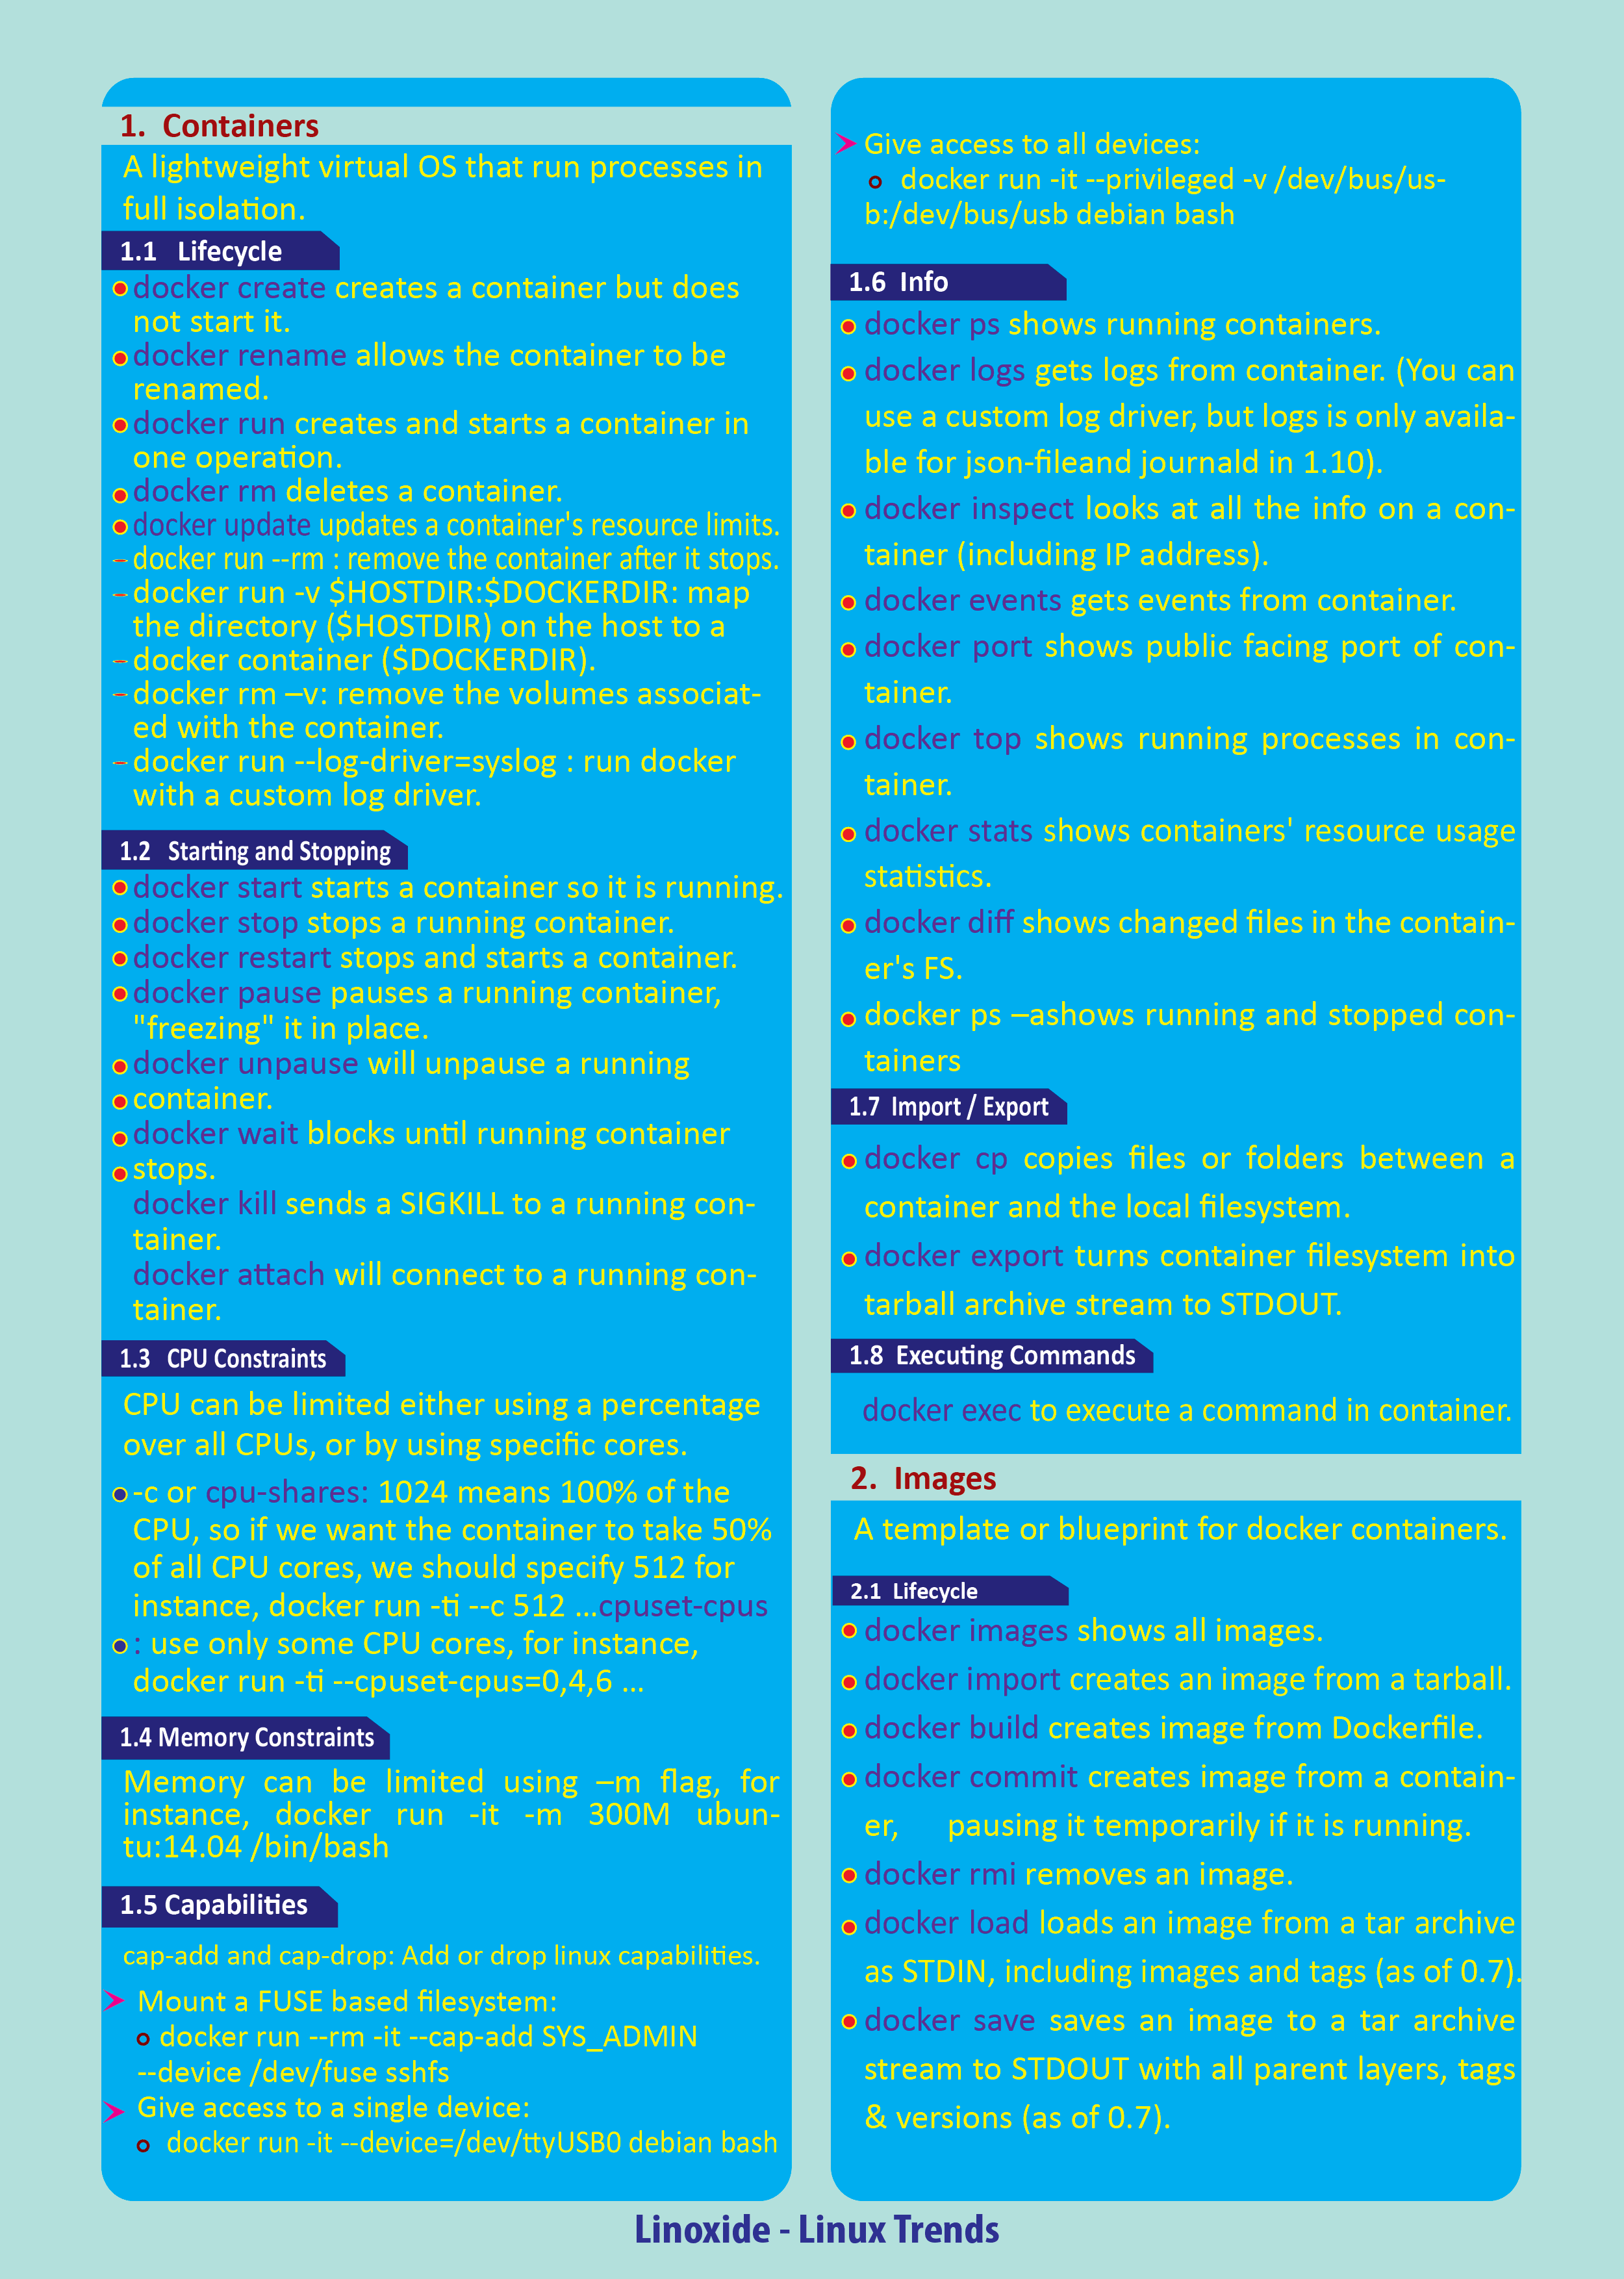 1. Containers
A lightweight virtual OS that run processes in
full isolation.
1.1 Lifecycle
docker create creates a container but does
not start it.
docker rename allows the container to be
renamed.
docker run creates and starts a container in
one operation.
docker rm deletes a container.
docker update updates a container's resource limits.
docker run --rm : remove the container after it stops.
docker run -v $HOSTDIR:$DOCKERDIR: map
the directory ($HOSTDIR) on the host to a
docker container ($DOCKERDIR).
docker rm –v: remove the volumes associat-
ed with the container.
docker run --log-driver=syslog : run docker
with a custom log driver.
1.2 Starting and Stopping
docker start starts a container so it is running.
docker stop stops a running container.
docker restart stops and starts a container.
docker pause pauses a running container,
"freezing" it in place.
docker unpause will unpause a running
container.
docker wait blocks until running container
stops.
docker kill sends a SIGKILL to a running con-
tainer.
docker attach will connect to a running con-
tainer.
1.3 CPU Constraints
CPU can be limited either using a percentage
over all CPUs, or by using specific cores.
-c or cpu-shares: 1024 means 100% of the
CPU, so if we want the container to take 50%
of all CPU cores, we should specify 512 for
instance, docker run -ti --c 512 ...cpuset-cpus
: use only some CPU cores, for instance,
docker run -ti --cpuset-cpus=0,4,6 ...
1.4 Memory Constraints
Memory can be limited using –m flag, for
instance, docker run -it -m 300M ubun-
tu:14.04 /bin/bash
1.5 Capabilities
cap-add and cap-drop: Add or drop linux capabilities.
Mount a FUSE based filesystem:
docker run --rm -it --cap-add SYS_ADMIN
--device /dev/fuse sshfs
Give access to a single device:
docker run -it --device=/dev/ttyUSB0 debian bash
Give access to all devices:
docker run -it --privileged -v /dev/bus/us-
b:/dev/bus/usb debian bash
1.6 Info
docker ps shows running containers.
docker logs gets logs from container. (You can
use a custom log driver, but logs is only availa-
ble for json-fileand journald in 1.10).
docker inspect looks at all the info on a con-
tainer (including IP address).
docker events gets events from container.
docker port shows public facing port of con-
tainer.
docker top shows running processes in con-
tainer.
docker stats shows containers' resource usage
statistics.
docker diff shows changed files in the contain-
er's FS.
docker ps –ashows running and stopped con-
tainers
1.7 Import / Export
docker cp copies files or folders between a
container and the local filesystem.
docker export turns container filesystem into
tarball archive stream to STDOUT.
1.8 Executing Commands
docker exec to execute a command in container.
2. Images
A template or blueprint for docker containers.
2.1 Lifecycle
docker images shows all images.
docker import creates an image from a tarball.
docker build creates image from Dockerfile.
docker commit creates image from a contain-
er, pausing it temporarily if it is running.
docker rmi removes an image.
docker load loads an image from a tar archive
as STDIN, including images and tags (as of 0.7).
docker save saves an image to a tar archive
stream to STDOUT with all parent layers, tags
& versions (as of 0.7).
Linoxide - Linux Trends